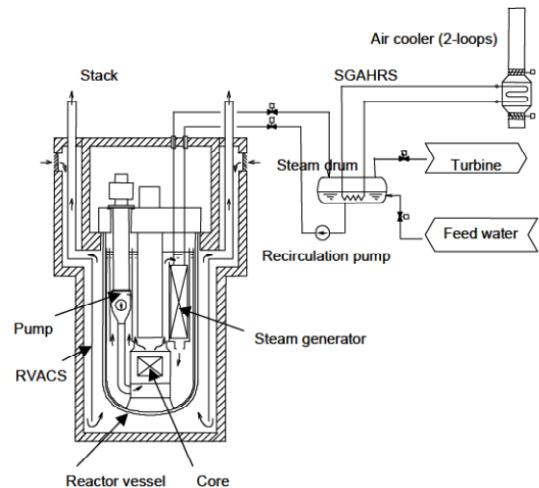 Air cooler (2-loops)
Stack
SGAHRS
Steam drum
Turbine
Feed water
Recirculation pump
Pump
Steam generator
RVACS
Reactor vessel
Core